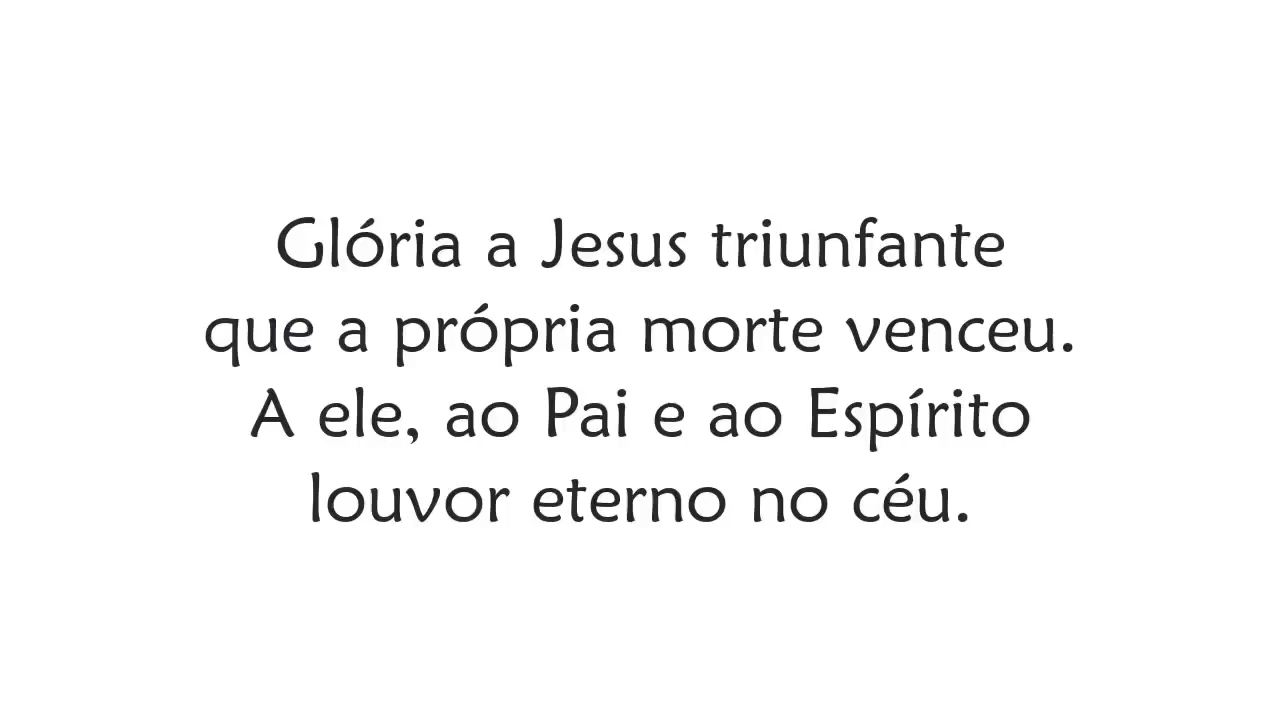 Glória a Jesus triunfante
que a própria morte venceu.
A ele, ao Pai e ao Espírito
louvor eterno no céu.